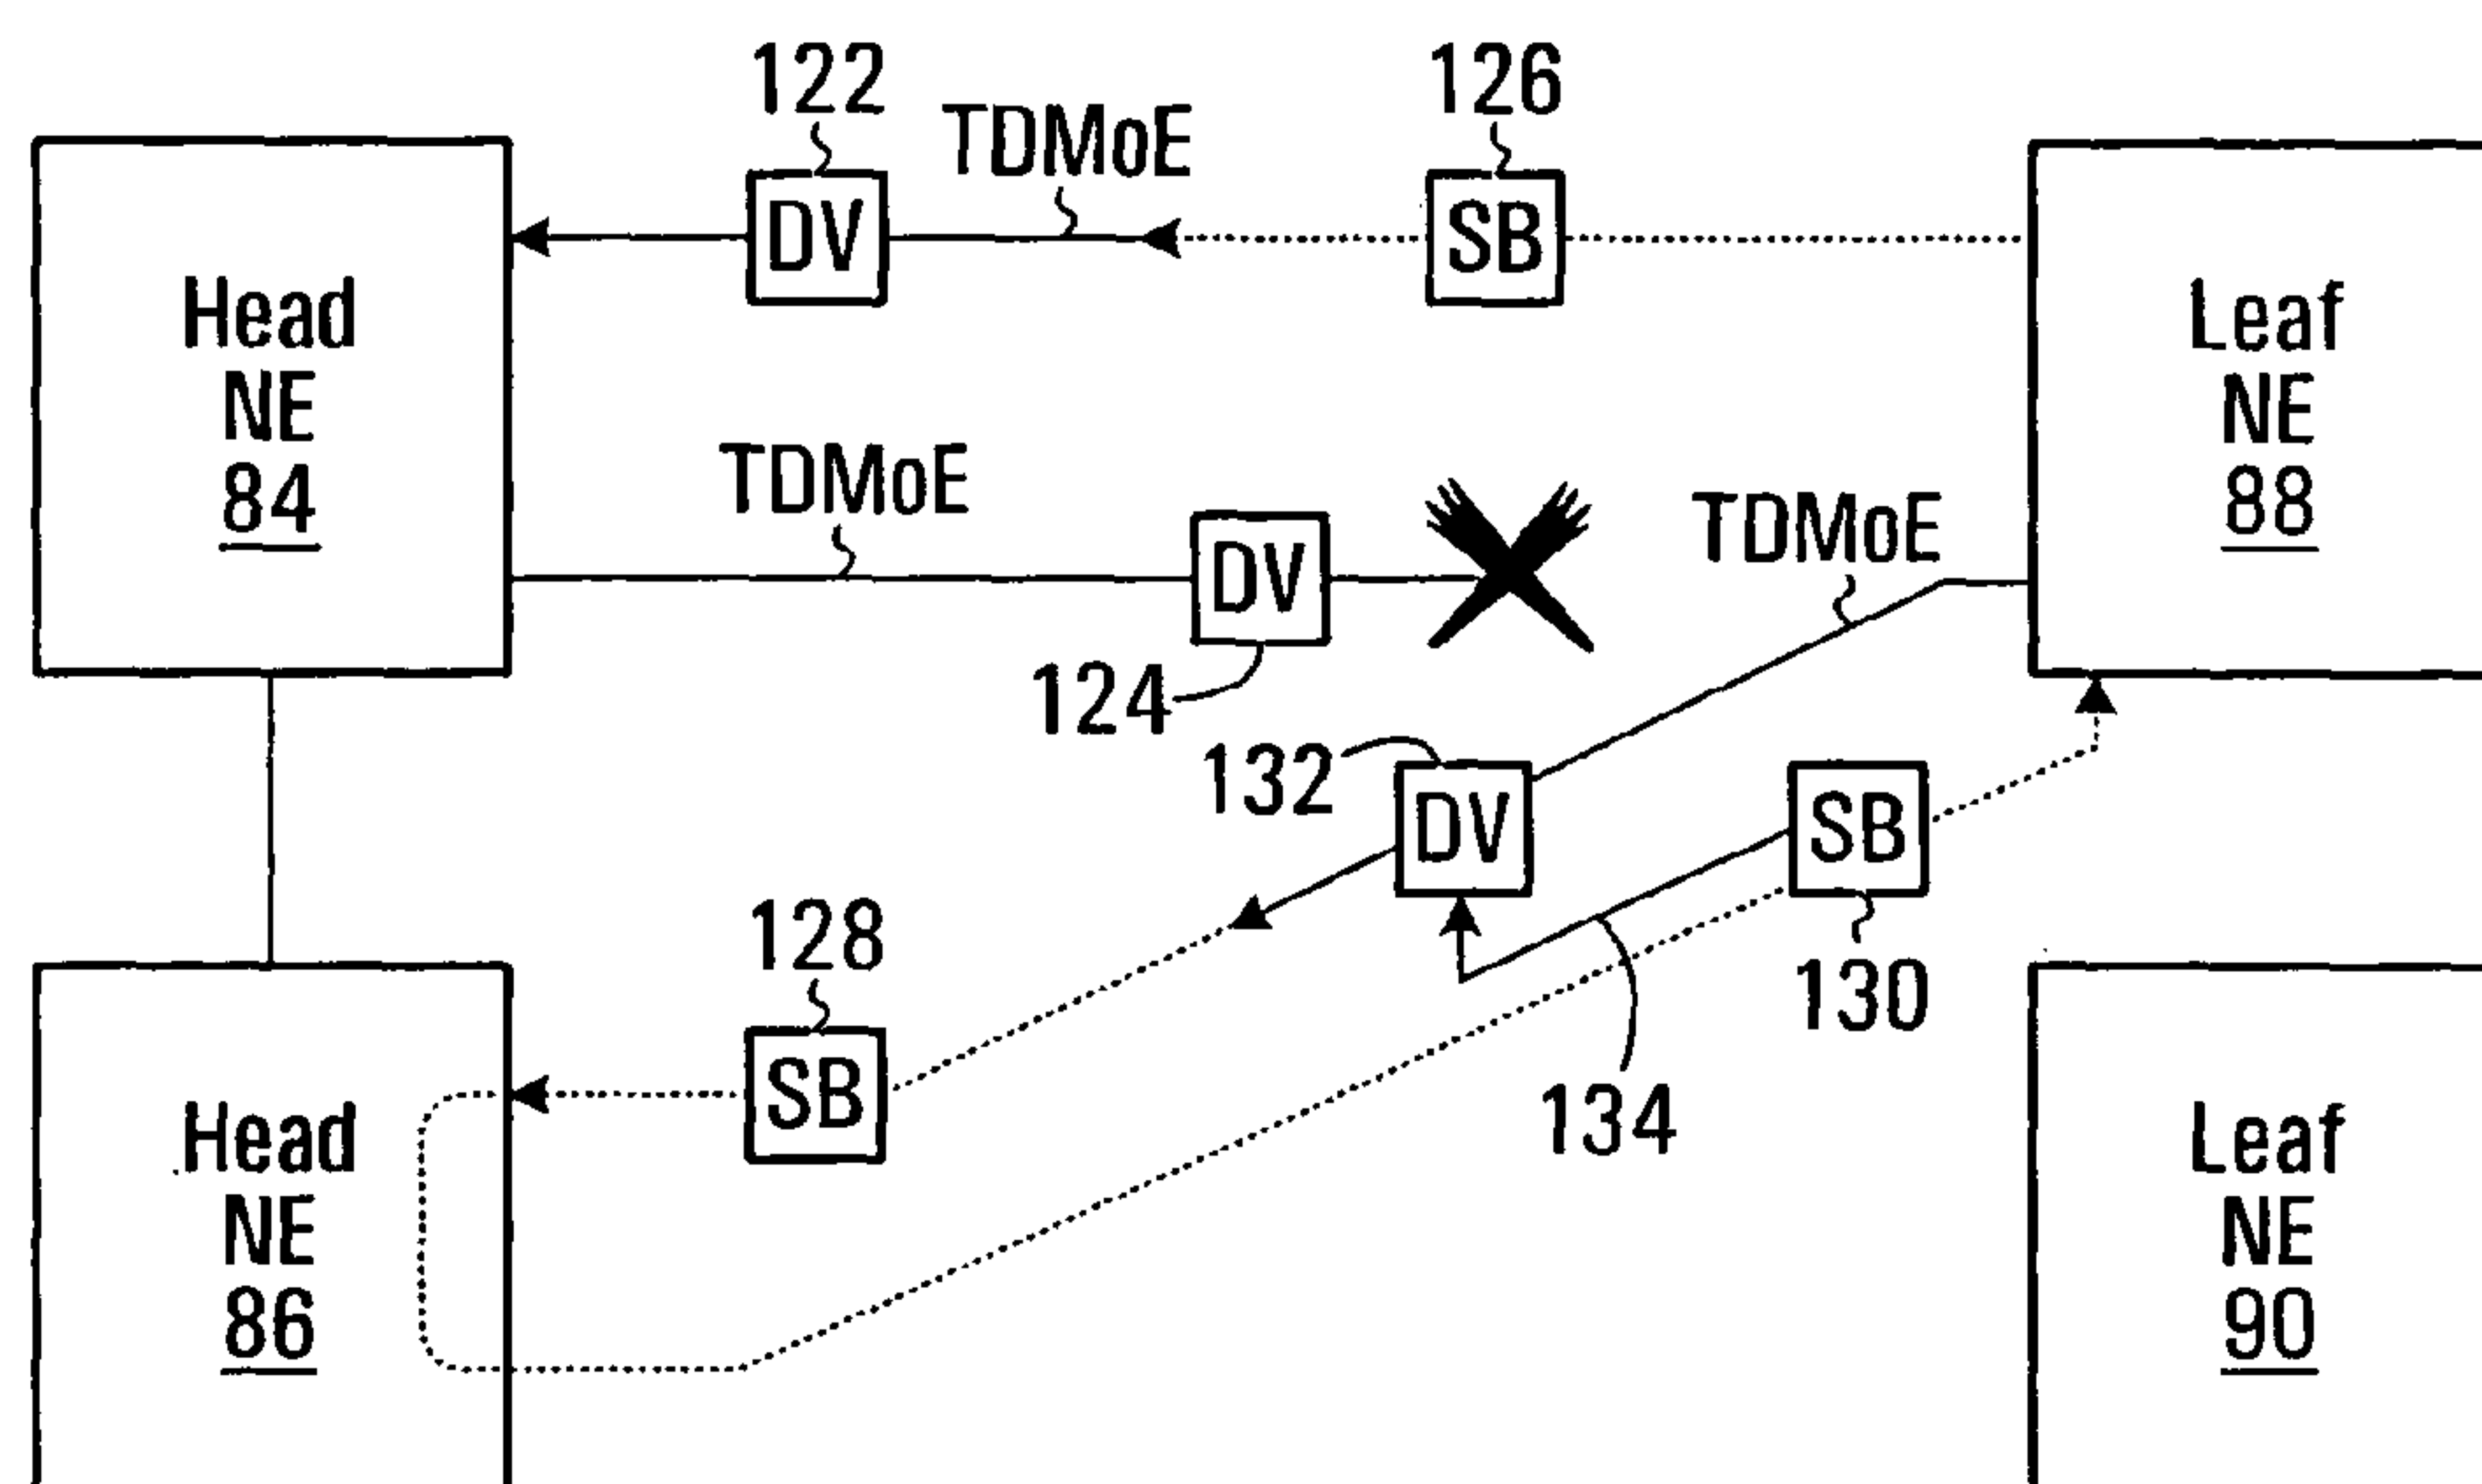 122
126
TDMoE
DV
SB
Head
NE
84
Leaf
NE
88
TDMoE
TDMoE
DV
124
132
DV
SB
128
130
SB
134
Head
NE
86
Leaf
NE
90